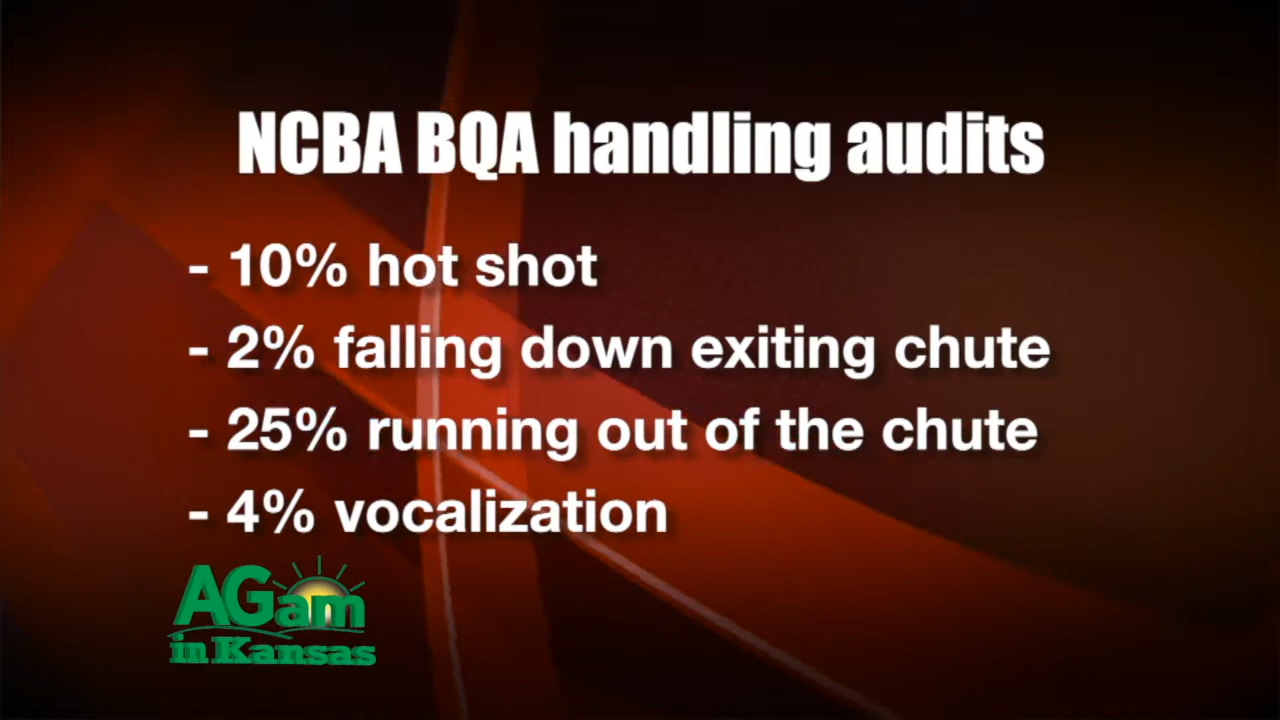 NCBA BQA handling audits
- 10% hot shot
- 2% falling down exiting chute
- 25% running out of the chute
- 4% vocalization
AGam
in Kansas